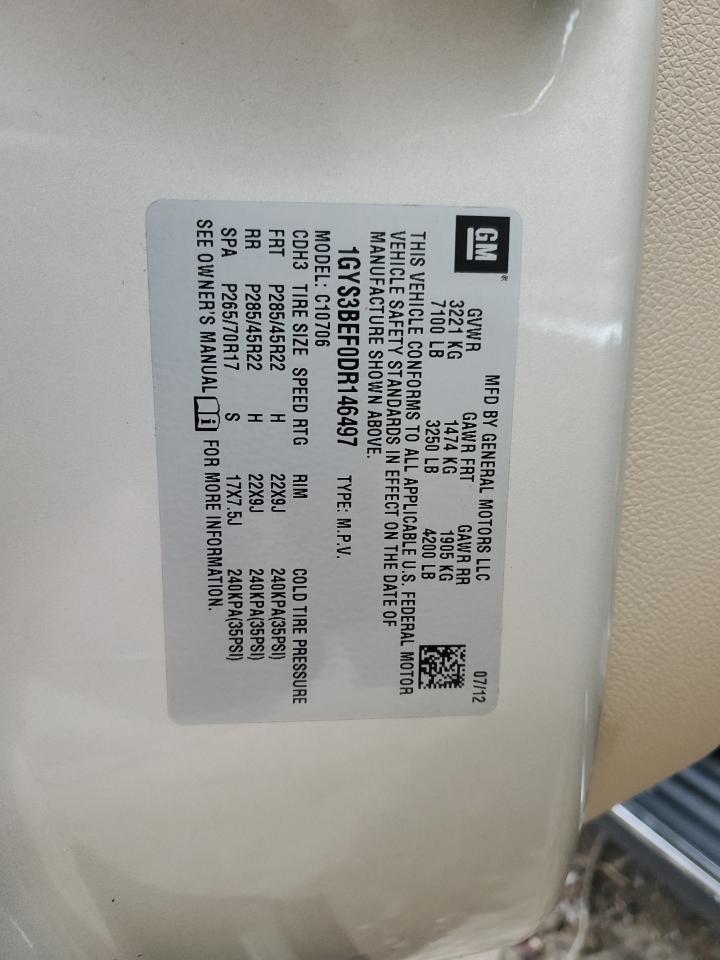 GM®
MFD BY GENERAL MOTORS LLC 07/12
GVWR GAWR FRT GAWR RR
3221 KG 1474 KG 1905 KG
7100 LB 3250 LB 4200 LB
THIS VEHICLE CONFORMS TO ALL APPLICABLE U.S. FEDERAL MOTOR
VEHICLE SAFETY STANDARDS IN EFFECT ON THE DATE OF
MANUFACTURE SHOWN ABOVE.
1GYS3BEF0DR146497 TYPE: M.P.V.
MODEL: C10706
CDH3 TIRE SIZE SPEED RTG RIM COLD TIRE PRESSURE
FRT P285/45R22 H 22X9J 240KPA(35PSI)
RR P285/45R22 H 22X9J 240KPA(35PSI)
SPA P265/70R17 S 17X7.5J 240KPA(35PSI)
SEE OWNER'S MANUAL FOR MORE INFORMATION.